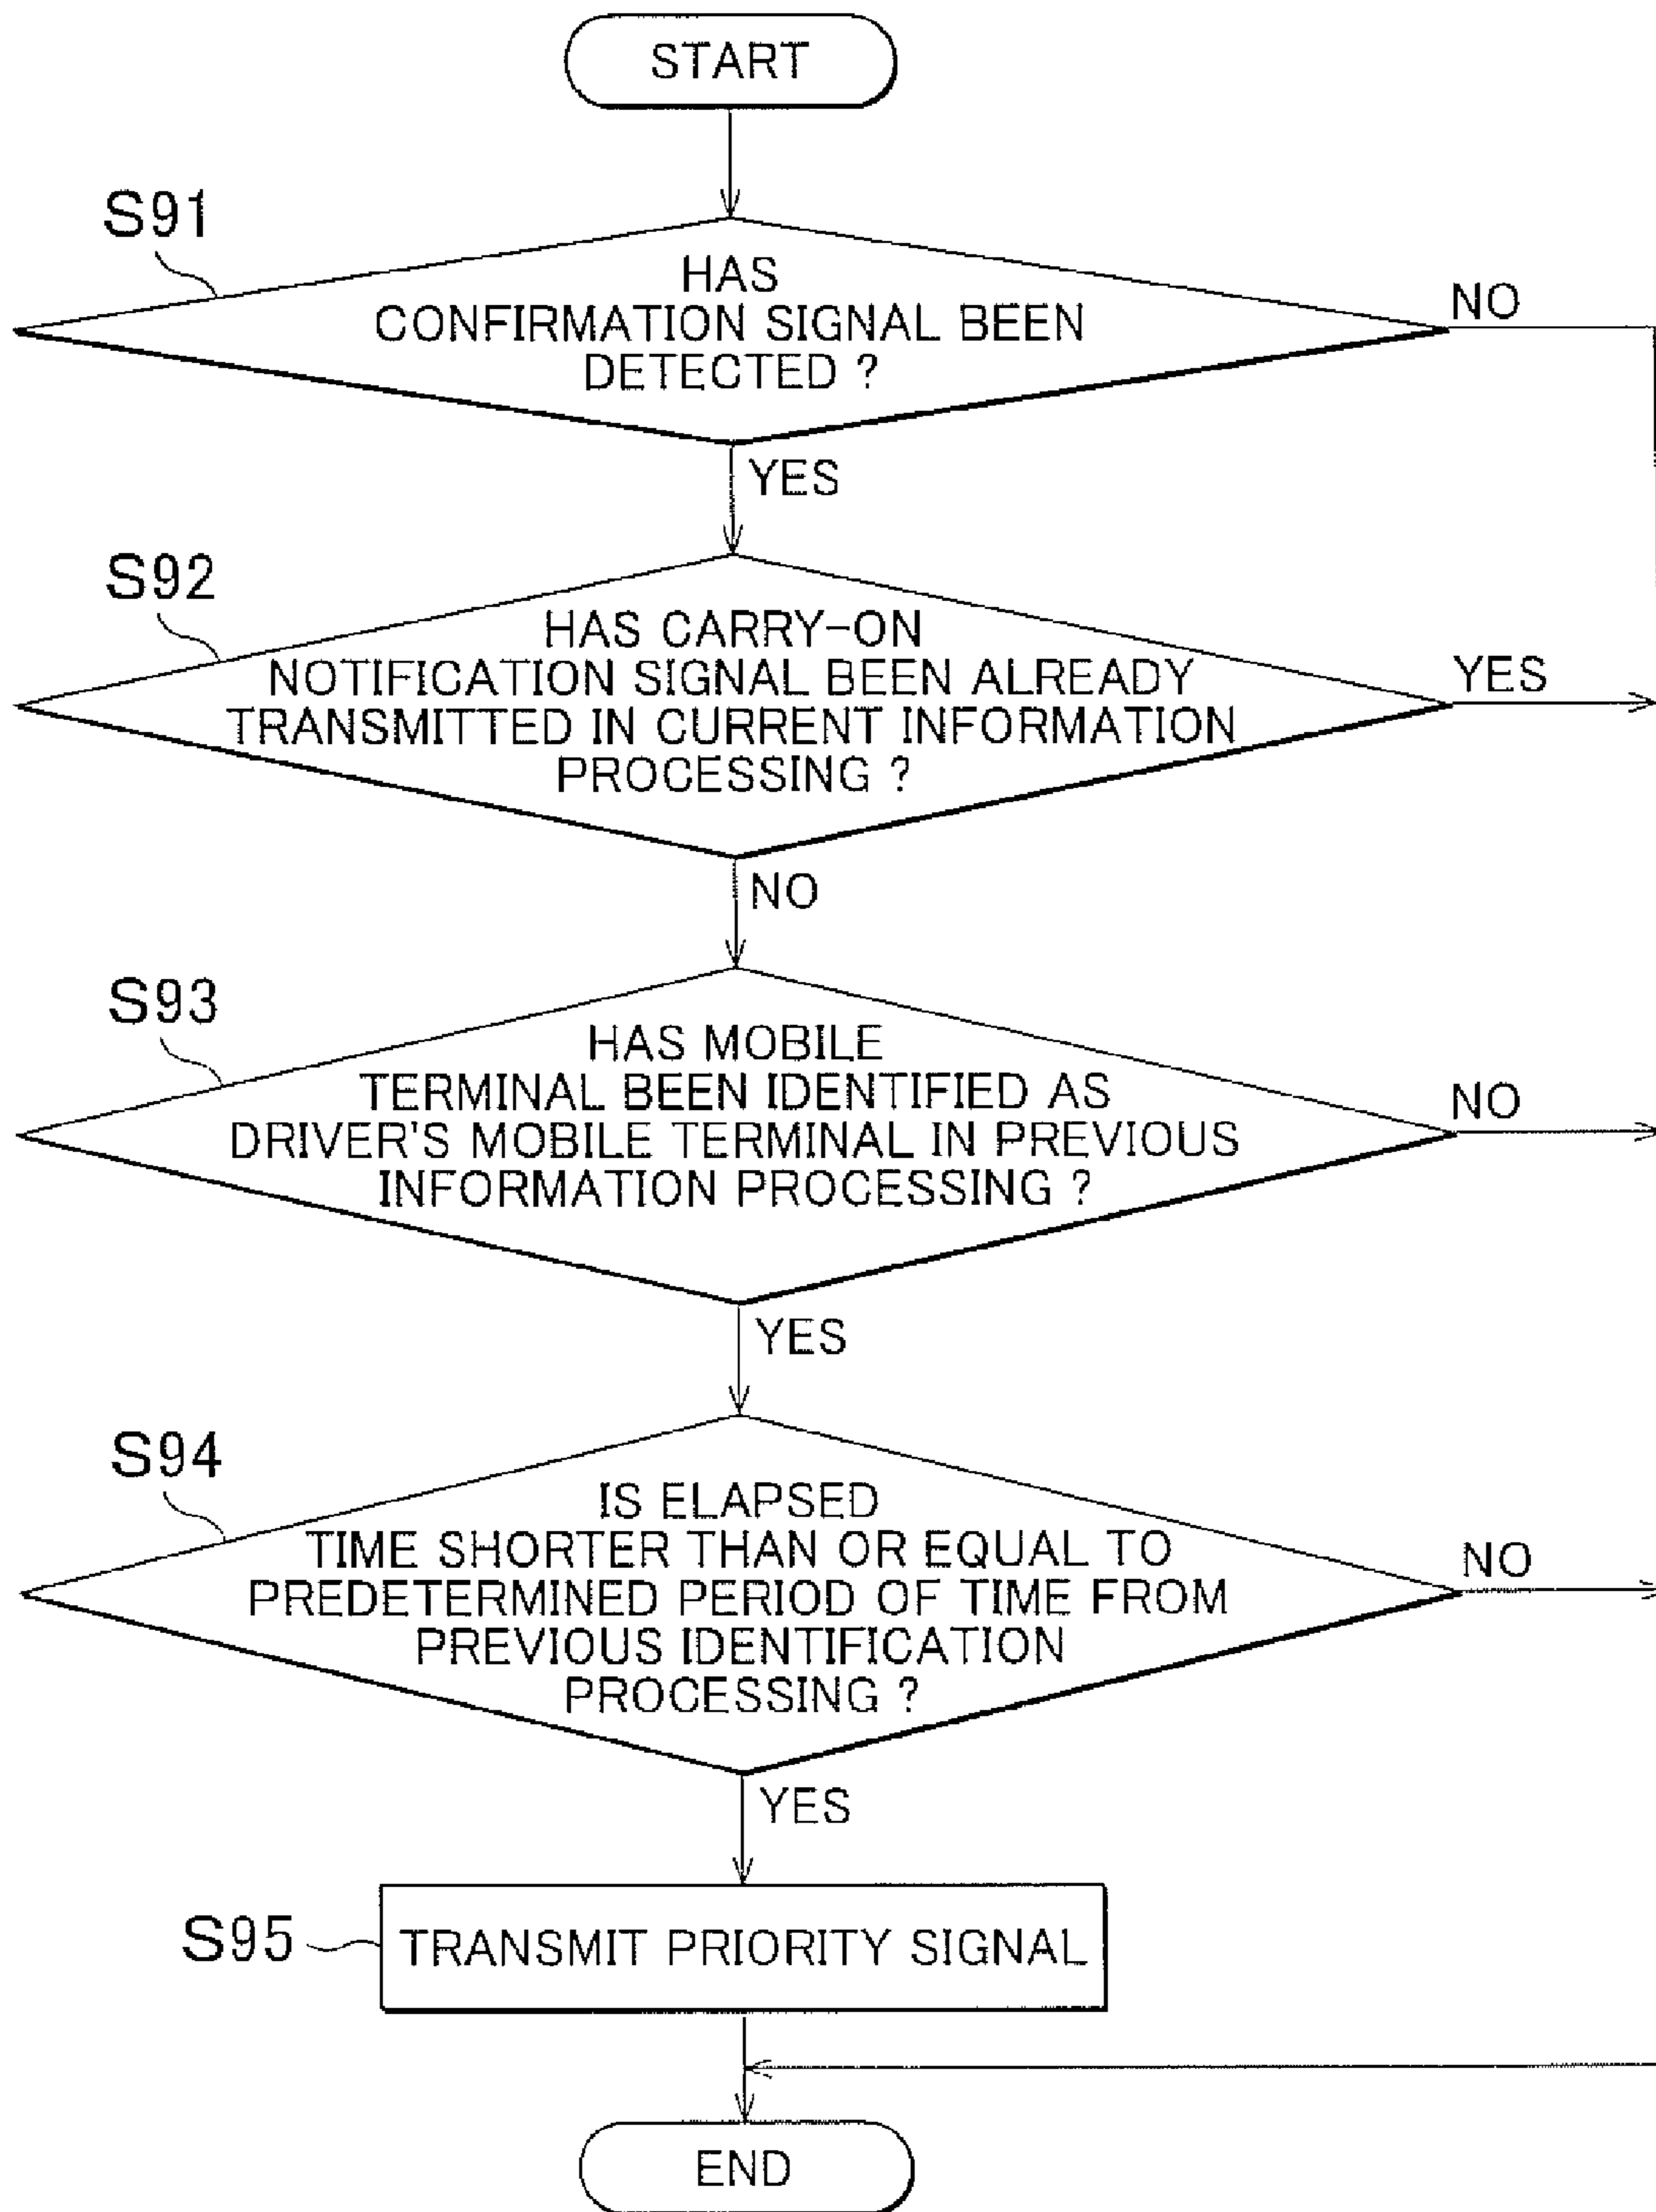 START
S91
HAS
CONFIRMATION SIGNAL BEEN
DETECTED ?
NO
YES
S92
HAS CARRY-ON
NOTIFICATION SIGNAL BEEN ALREADY
TRANSMITTED IN CURRENT INFORMATION
PROCESSING ?
YES
NO
S93
HAS MOBILE
TERMINAL BEEN IDENTIFIED AS
DRIVER'S MOBILE TERMINAL IN PREVIOUS
INFORMATION PROCESSING ?
NO
YES
S94
IS ELAPSED
TIME SHORTER THAN OR EQUAL TO
PREDETERMINED PERIOD OF TIME FROM
PREVIOUS IDENTIFICATION
PROCESSING ?
NO
YES
S95
TRANSMIT PRIORITY SIGNAL
END